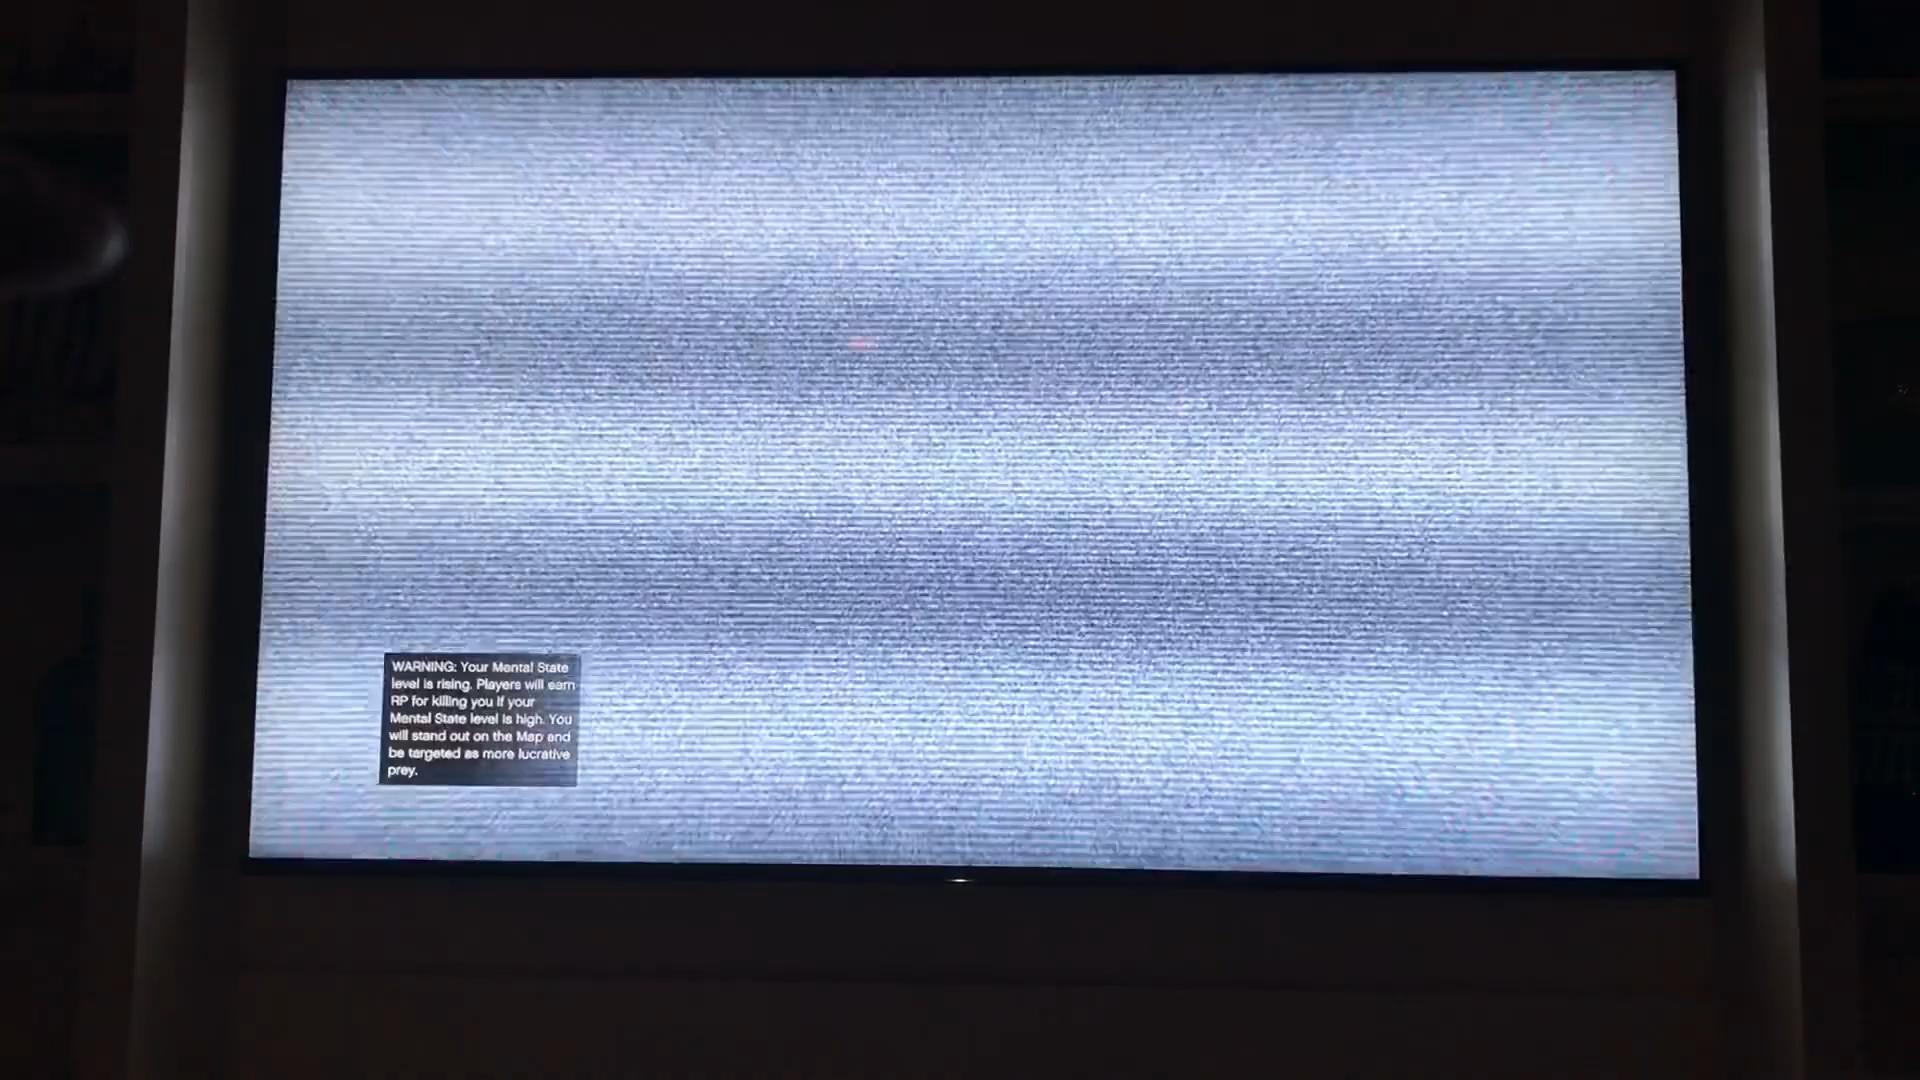 WARNING: Your Mental State
level is rising. Players will earn
RP for killing you if your
Mental State level is high. You
will stand out on the Map and
be targeted as more lucrative
prey.